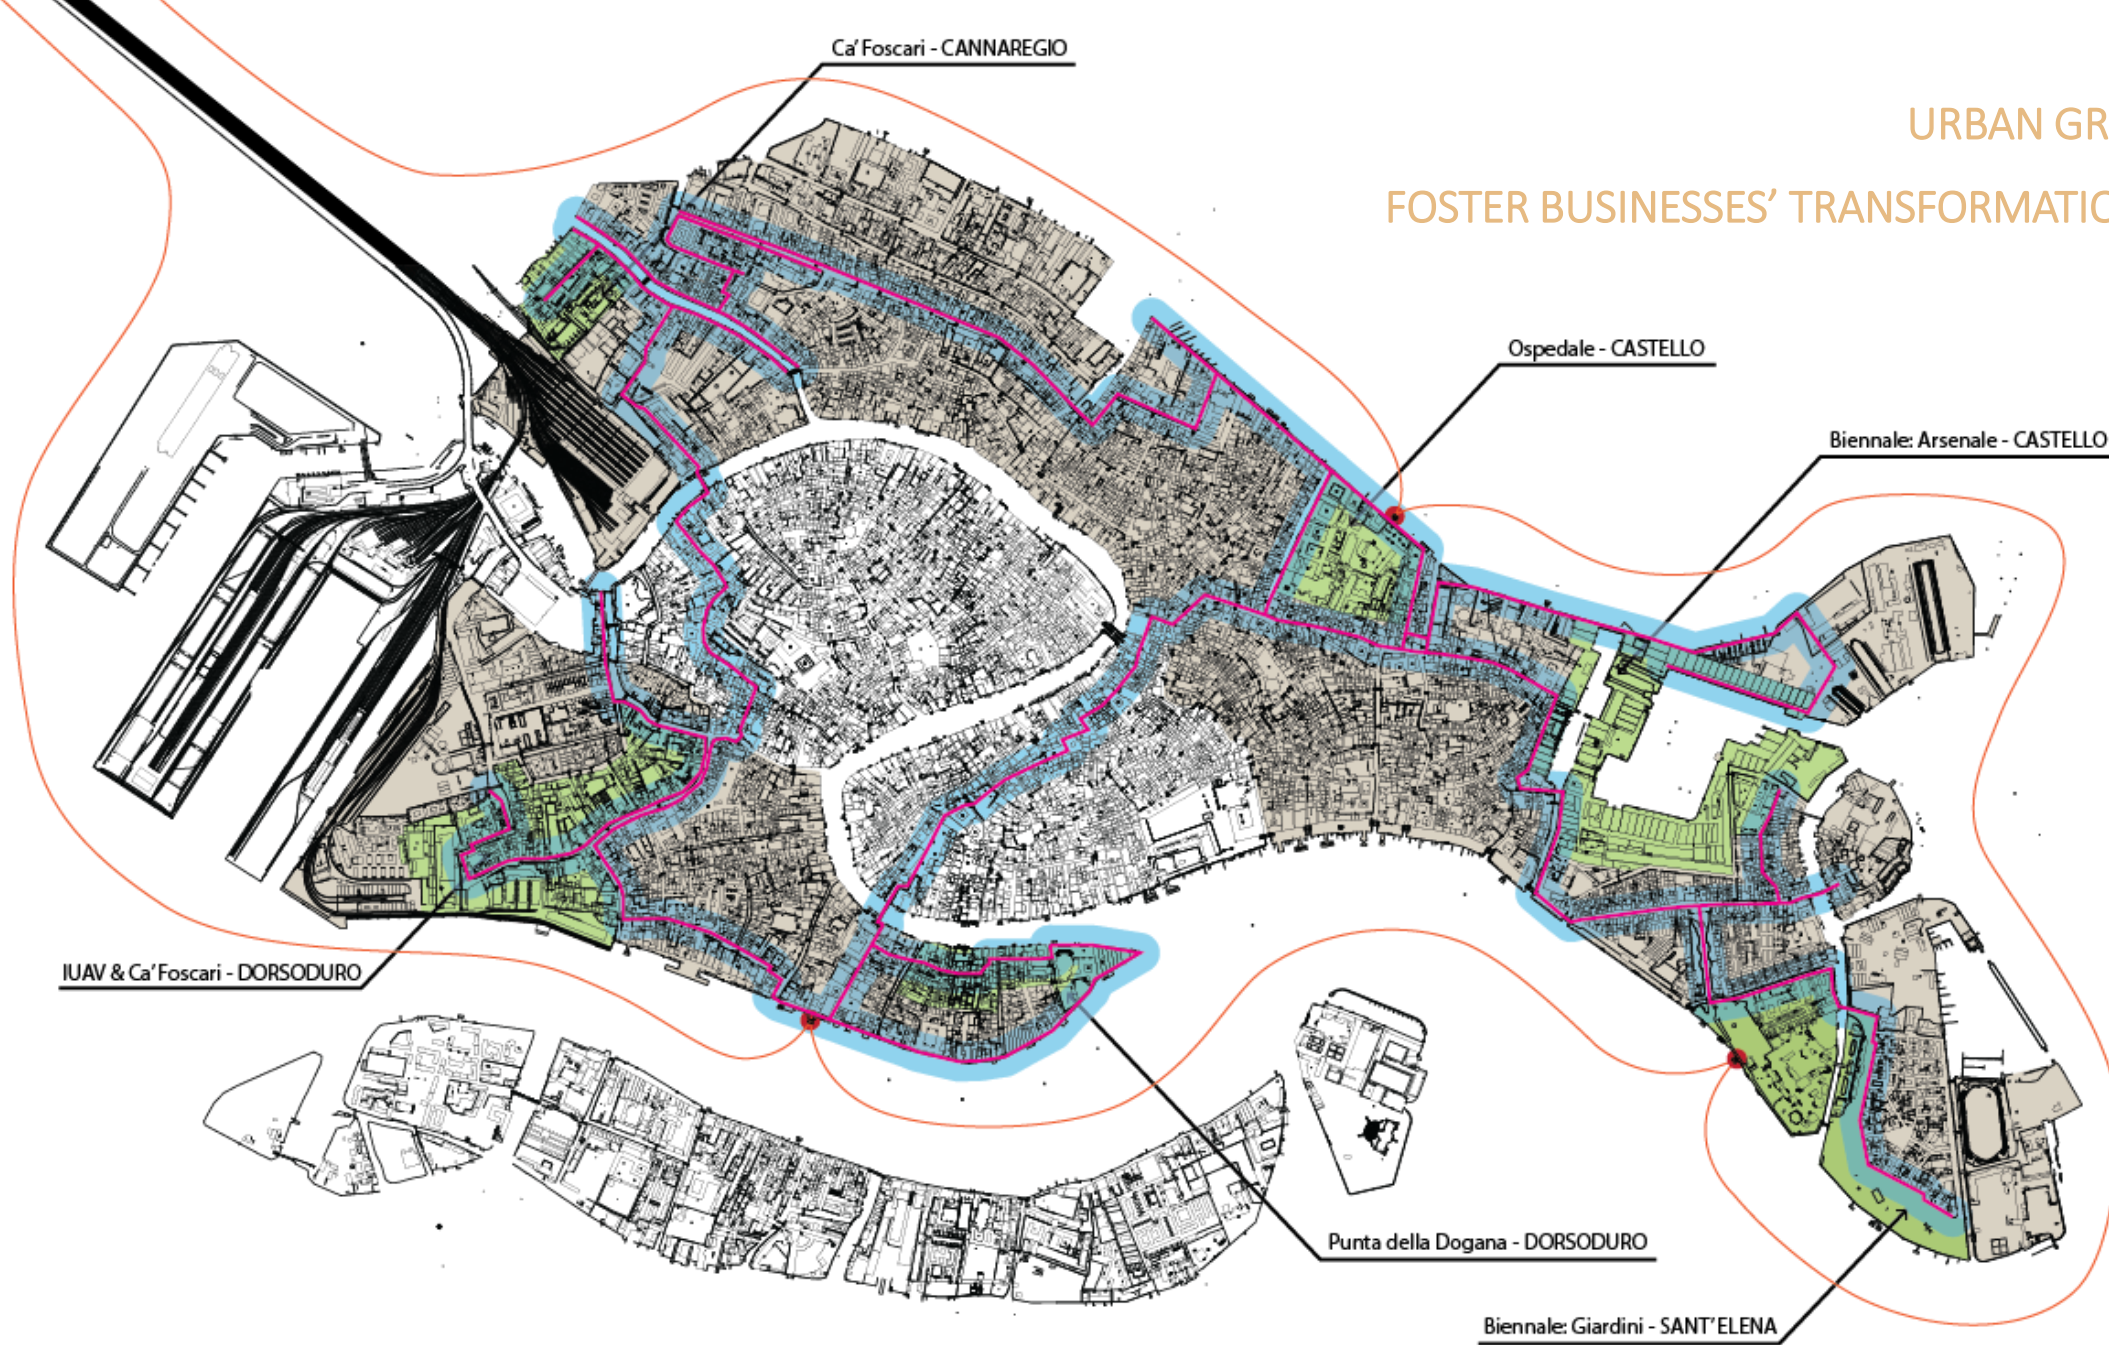 Ca' Foscari - CANNAREGIO
URBAN GR
FOSTER BUSINESSES' TRANSFORMATIO
Ospedale - CASTELLO
Biennale: Arsenale - CASTELLO
IUAV & Ca' Foscari - DORSODURO
Punta della Dogana - DORSODURO
Biennale: Giardini - SANT'ELENA